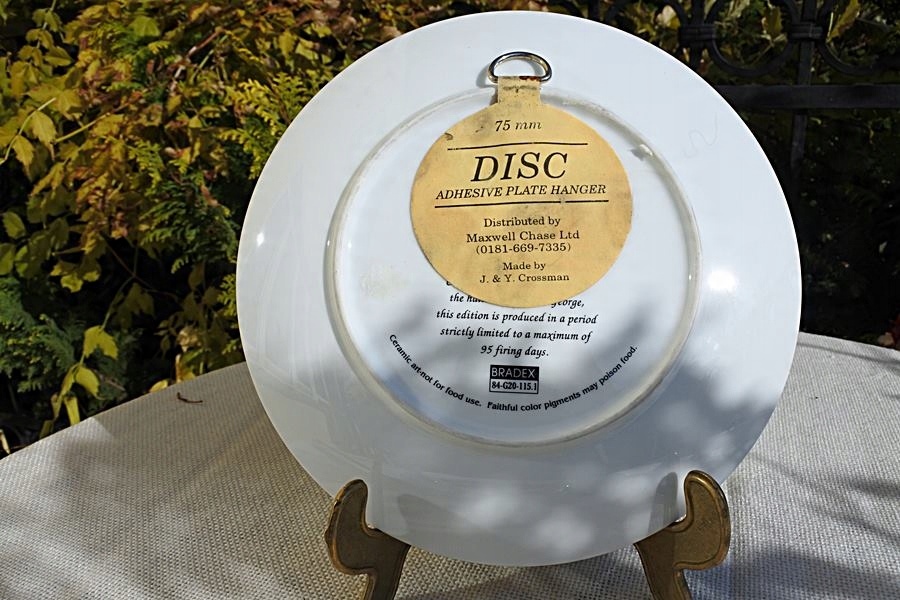 75 mm
DISC
ADHESIVE PLATE HANGER
Distributed by
Maxwell Chase Ltd
(0181-669-7335)
Made by
J. & Y. Crossman
the
this edition is produced in a period
strictly limited to a maximum of
95 firing days.
BRADEX
84-G20-115.1
Ceramic art-not for food use. Faithful color pigments may poison food.